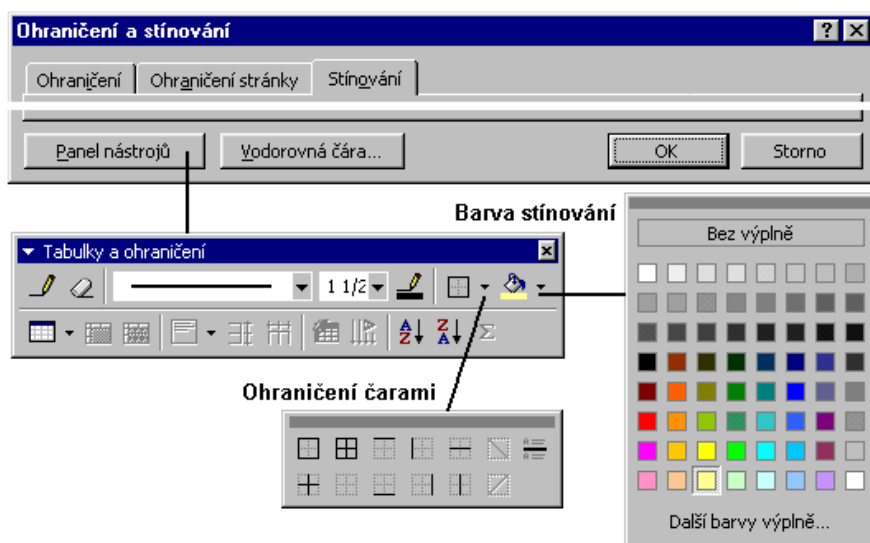 Ohraničení a stínování
Ohraničení Ohraničení stránky Stínování
Panel nástrojů Vodorovná čára... OK Storno
Barva stínování
Bez výplně
Tabulky a ohraničení
1 1/2
Ohraničení čarami
Další barvy výplně...